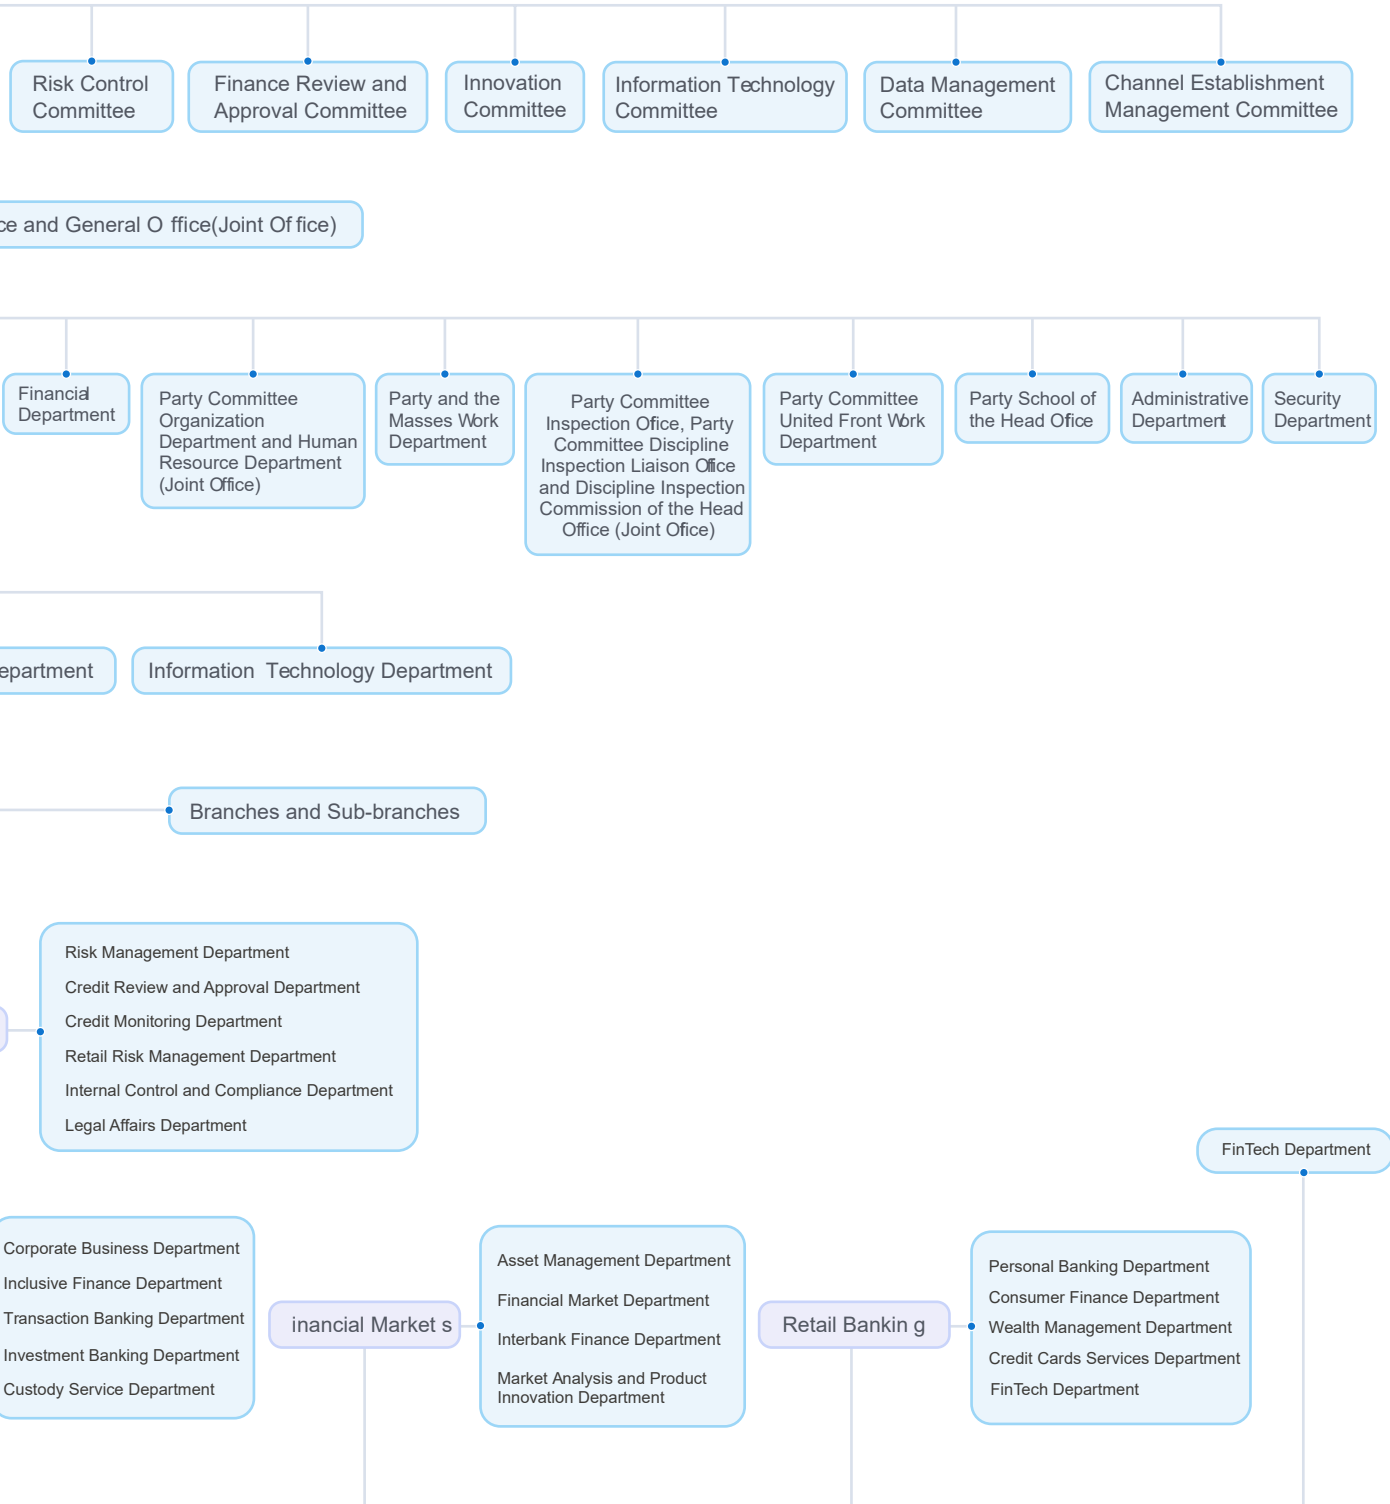 Risk Control
Committee
Finance Review and
Approval Committee
Innovation
Committee
Information Technology
Committee
Data Management
Committee
Channel Establishment
Management Committee
ce and General O ffice(Joint Of fice)
Financial
Department
Party Committee
Organization
Department and Human
Resource Department
(Joint Office)
Party and the
Masses Work
Department
Party Committee
Inspection Office, Party
Committee Discipline
Inspection Liaison Office
and Discipline Inspection
Commission of the Head
Office (Joint Office)
Party Committee
United Front Work
Department
Party School of
the Head Office
Administrative
Department
Security
Department
epartment
Information Technology Department
Branches and Sub-branches
Risk Management Department
Credit Review and Approval Department
Credit Monitoring Department
Retail Risk Management Department
Internal Control and Compliance Department
Legal Affairs Department
FinTech Department
Corporate Business Department
Inclusive Finance Department
Transaction Banking Department
Investment Banking Department
Custody Service Department
inancial Market s
Asset Management Department
Financial Market Department
Interbank Finance Department
Market Analysis and Product
Innovation Department
Retail Bankin g
Personal Banking Department
Consumer Finance Department
Wealth Management Department
Credit Cards Services Department
FinTech Department